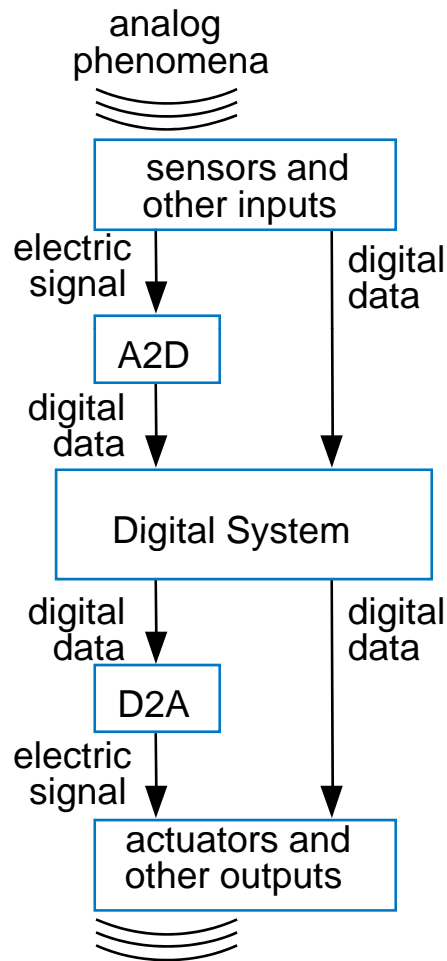 analog
phenomena
sensors and
other inputs
electric
signal
digital
data
A2D
digital
data
Digital System
digital
data
digital
data
D2A
electric
signal
actuators and
other outputs